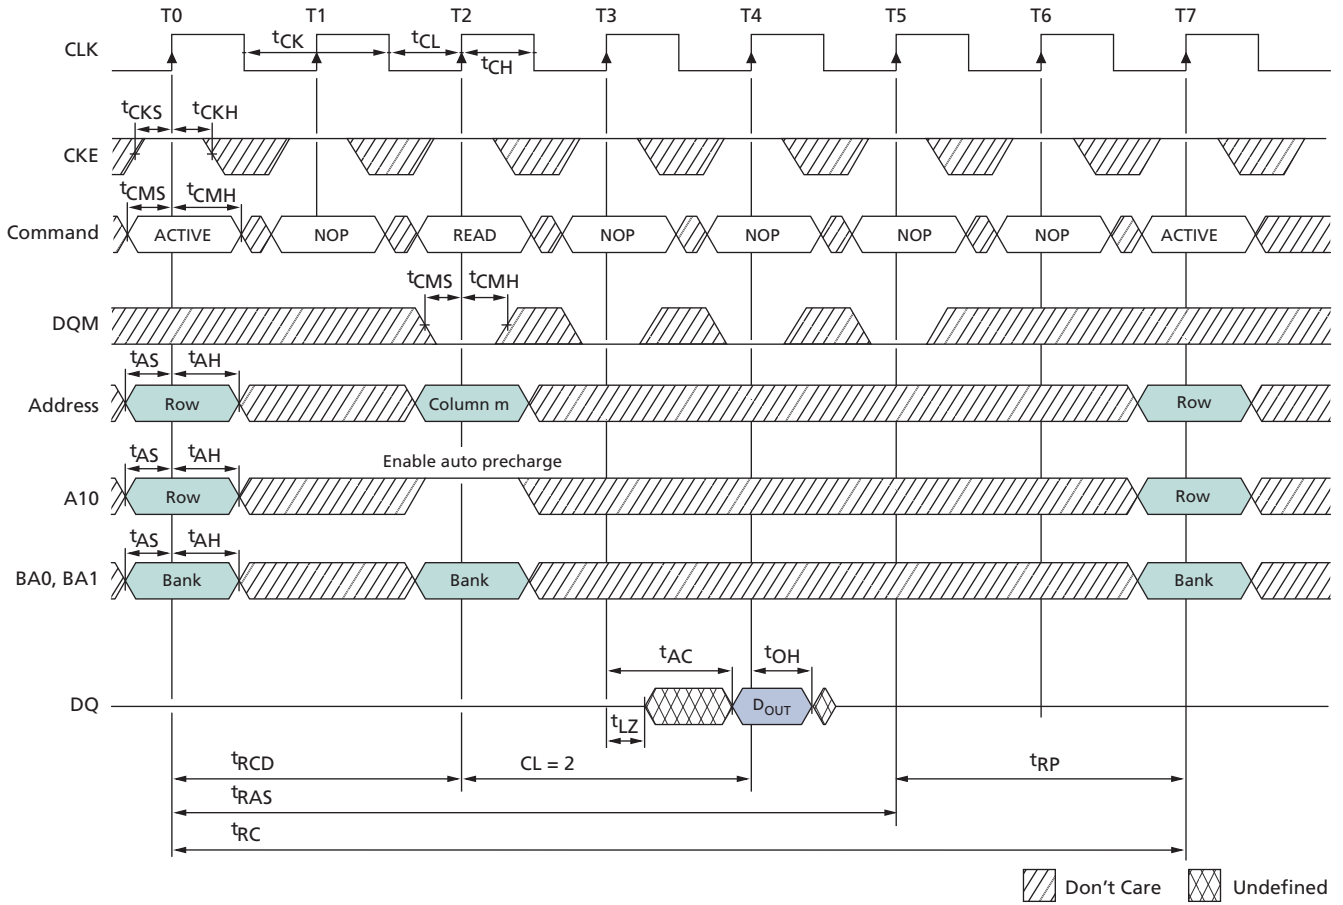 T0 T1 T2 T3 T4 T5 T6 T7
CLK tCK tCL tCH
tCKS tCKH
CKE
tCMS tCMH
Command ACTIVE NOP READ NOP NOP NOP NOP ACTIVE
tCMS tCMH
DQM
tAS tAH
Address Row Column m Row
tAS tAH Enable auto precharge
A10 Row Row
tAS tAH
BA0, BA1 Bank Bank Bank
tAC tOH
DQ DOUT
tLZ
tRCD CL = 2 tRP
tRAS
tRC
Don't Care Undefined